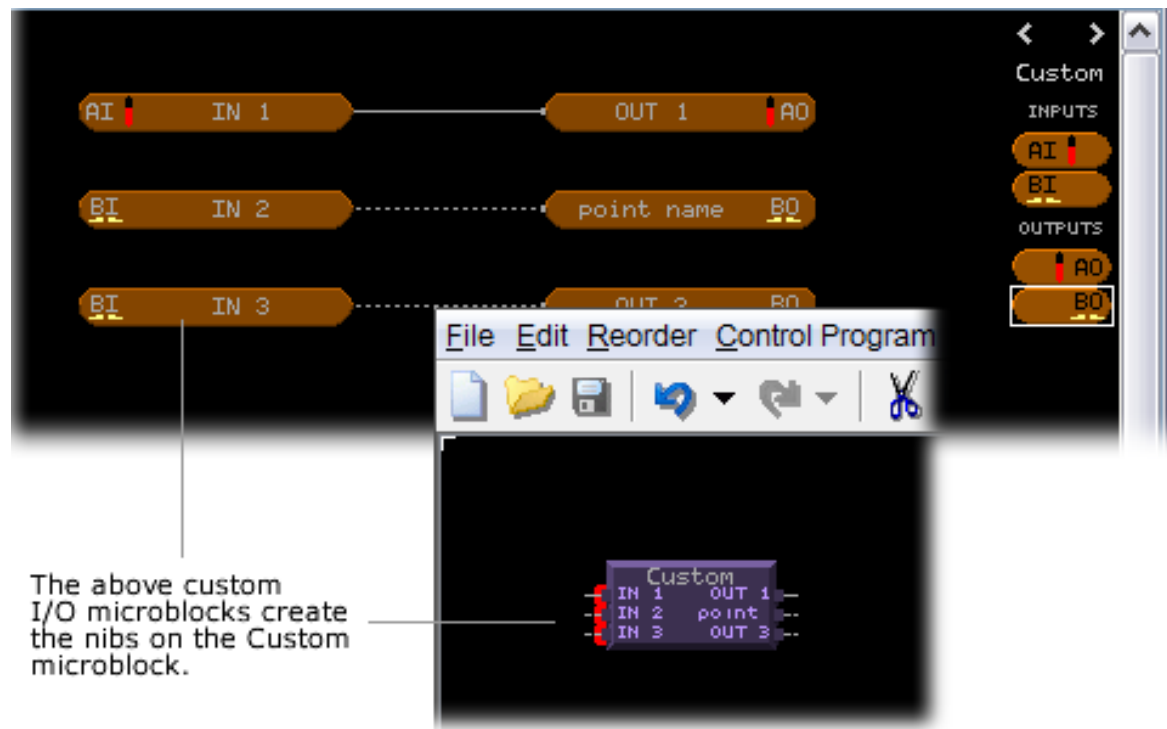 Custom
AI IN 1 OUT 1 AO
INPUTS
AI
BI IN 2 point name BO
BI
OUTPUTS
AO
BI IN 3 OUT 3 BO
BO
File Edit Reorder Control Program
Custom
IN 1 OUT 1
IN 2 point
IN 3 OUT 3
The above custom
I/O microblocks create
the nibs on the Custom
microblock.